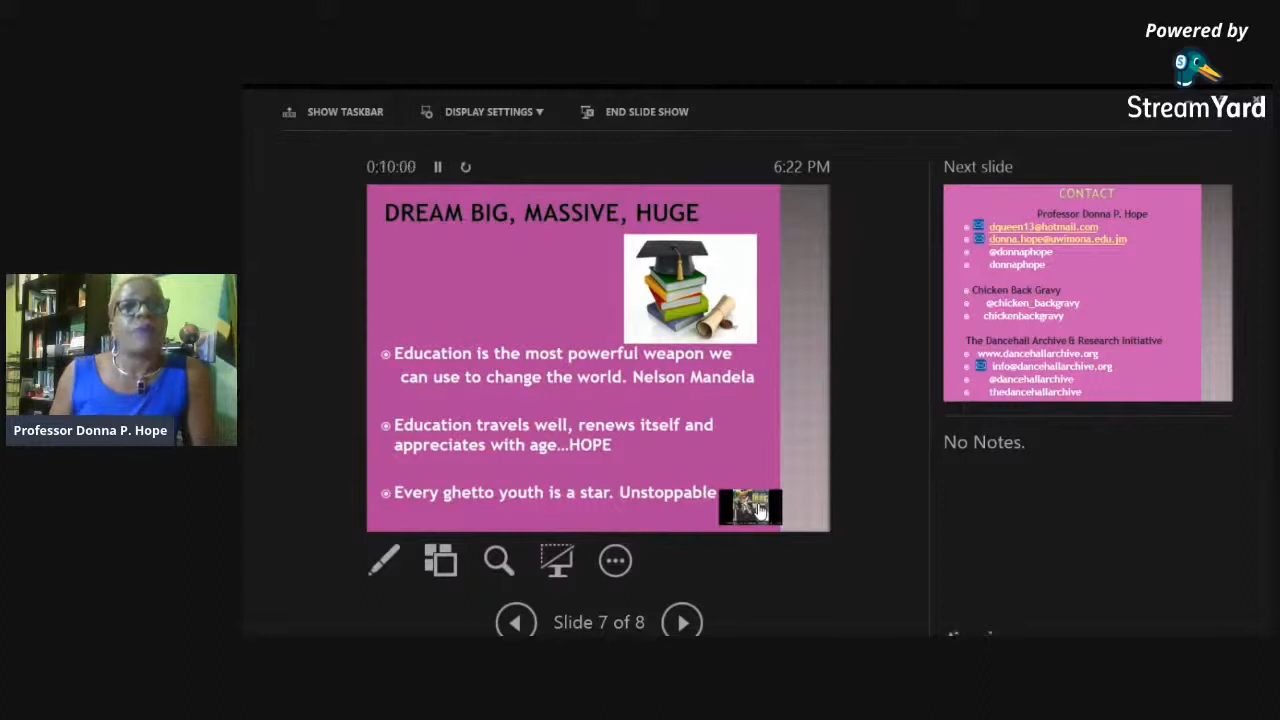 Powered by
StreamYard
SHOW TASKBAR
DISPLAY SETTINGS ▼
END SLIDE SHOW
0:10:00
6:22 PM
DREAM BIG, MASSIVE, HUGE
Education is the most powerful weapon we
can use to change the world. Nelson Mandela
Education travels well, renews itself and
appreciates with age...HOPE
Every ghetto youth is a star. Unstoppable
Slide 7 of 8
Next slide
CONTACT
Professor Donna P. Hope
dqueen13@hotmail.com
donna.hope@uwimona.edu.jm
@donnaphope
donnaphope
Chicken Back Gravy
@chicken_backgravy
chickenbackgravy
The Dancehall Archive & Research Initiative
www.dancehallarchive.org
info@dancehallarchive.org
@dancehallarchive
thedancehallarchive
No Notes.
Professor Donna P. Hope